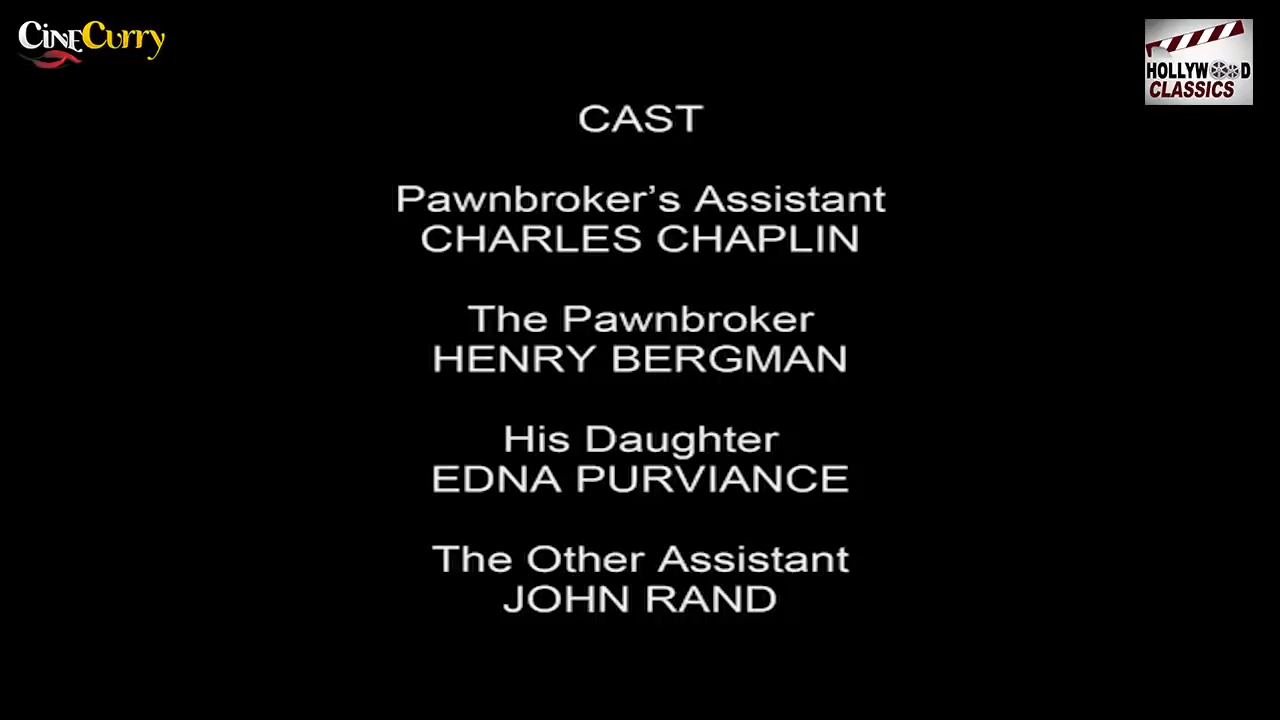 CINECURRY
HOLLYWOOD
CLASSICS
CAST
Pawnbroker’s Assistant
CHARLES CHAPLIN
The Pawnbroker
HENRY BERGMAN
His Daughter
EDNA PURVIANCE
The Other Assistant
JOHN RAND